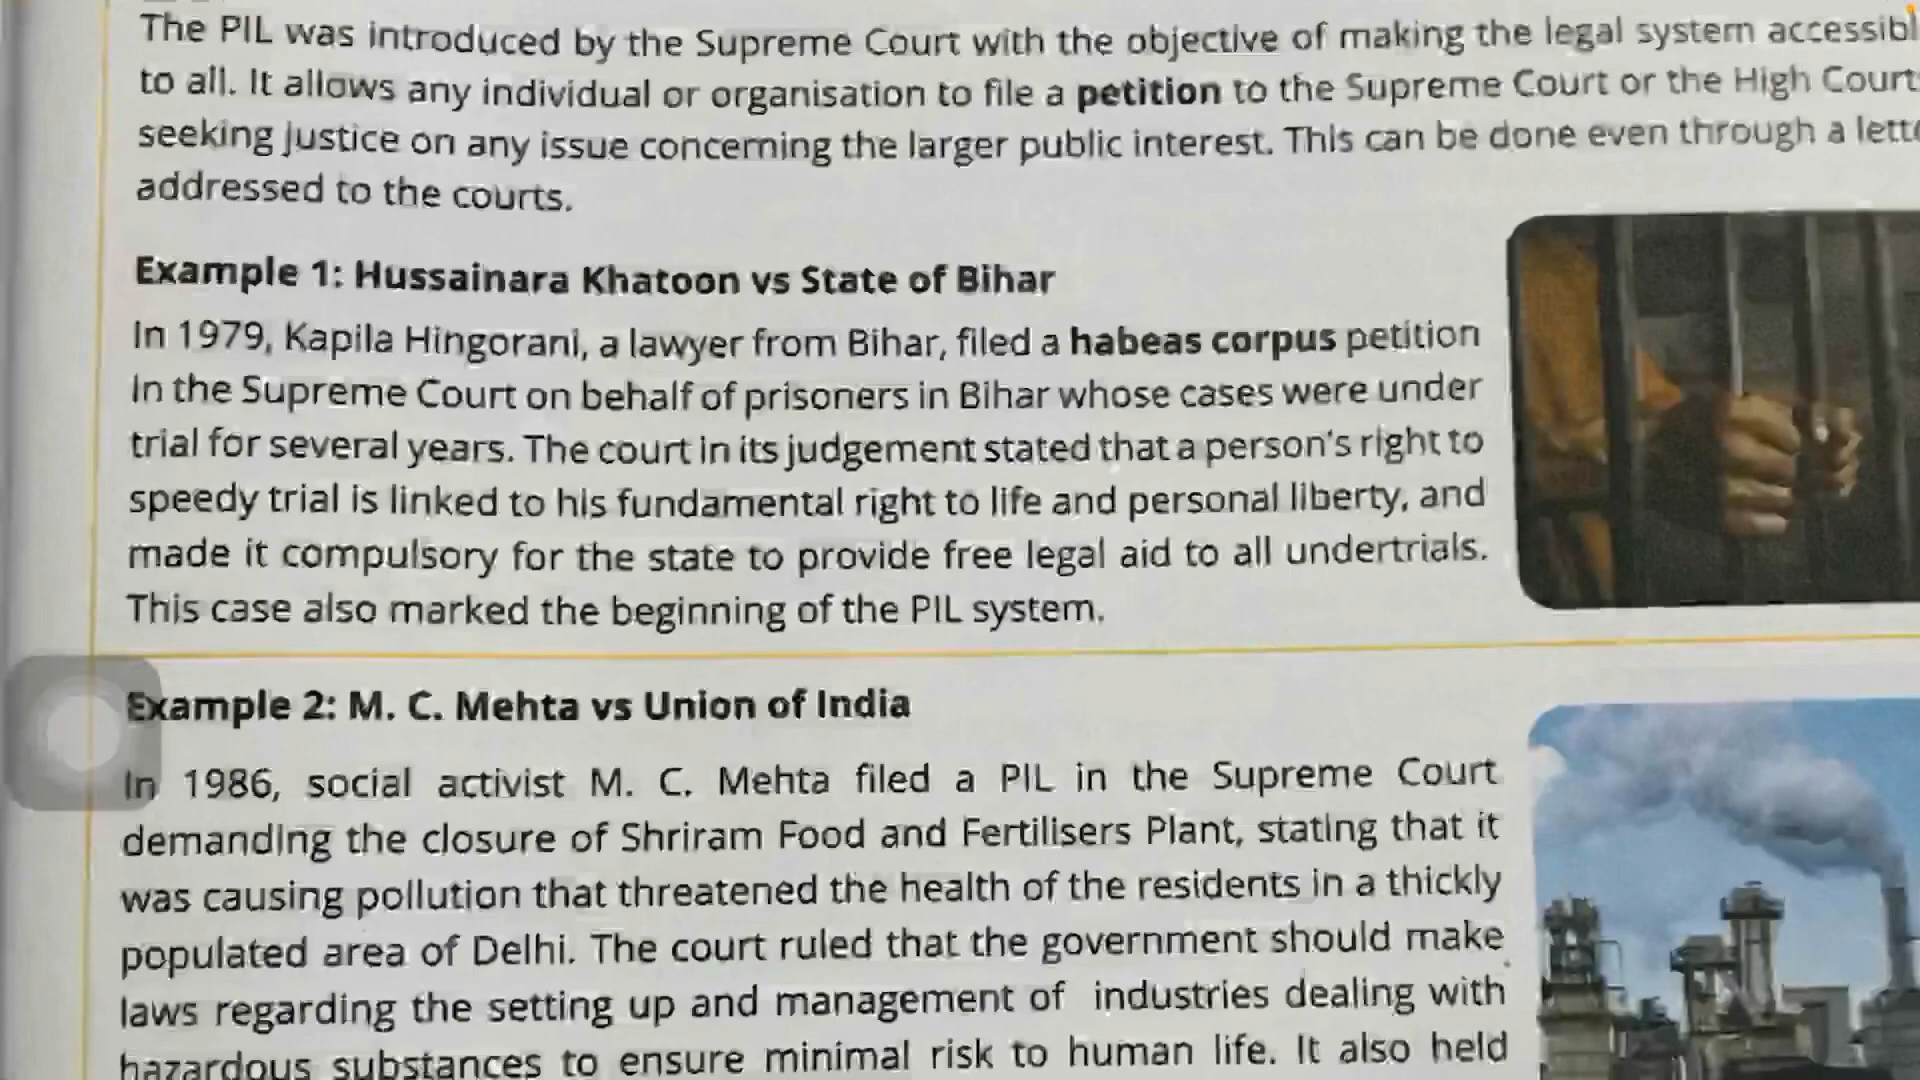 The PIL was introduced by the Supreme Court with the objective of making the legal system
to all. It allows any individual or organisation to file a petition to the Supreme Court or the High
seeking justice on any issue concerning the larger public interest. This can be done even through a
addressed to the courts.
Example 1: Hussainara Khatoon vs State of Bihar
In 1979, Kapila Hingorani, a lawyer from Bihar, filed a habeas corpus petition
in the Supreme Court on behalf of prisoners in Bihar whose cases were under
trial for several years. The court in its judgement stated that a person's right to
speedy trial is linked to his fundamental right to life and personal liberty, and
made it compulsory for the state to provide free legal aid to all undertrials.
This case also marked the beginning of the PIL system.
Example 2: M. C. Mehta vs Union of India
In 1986, social activist M. C. Mehta filed a PIL in the Supreme Court
demanding the closure of Shriram Food and Fertilisers Plant, stating that it
was causing pollution that threatened the health of the residents in a thickly
populated area of Delhi. The court ruled that the government should make
laws regarding the setting up and management of industries dealing with
hazardous substances to ensure minimal risk to human life. It also held